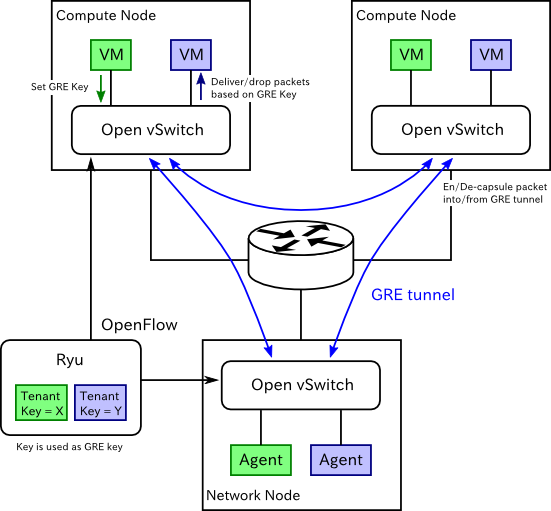 Compute Node
Compute Node
VM
VM
VM
VM
Set GRE Key
Deliver/drop packets
based on GRE Key
Open vSwitch
Open vSwitch
En/De-capsule packet
into/from GRE tunnel
GRE tunnel
OpenFlow
Ryu
Tenant
Key = X
Tenant
Key = Y
Key is used as GRE key
Open vSwitch
Agent
Agent
Network Node